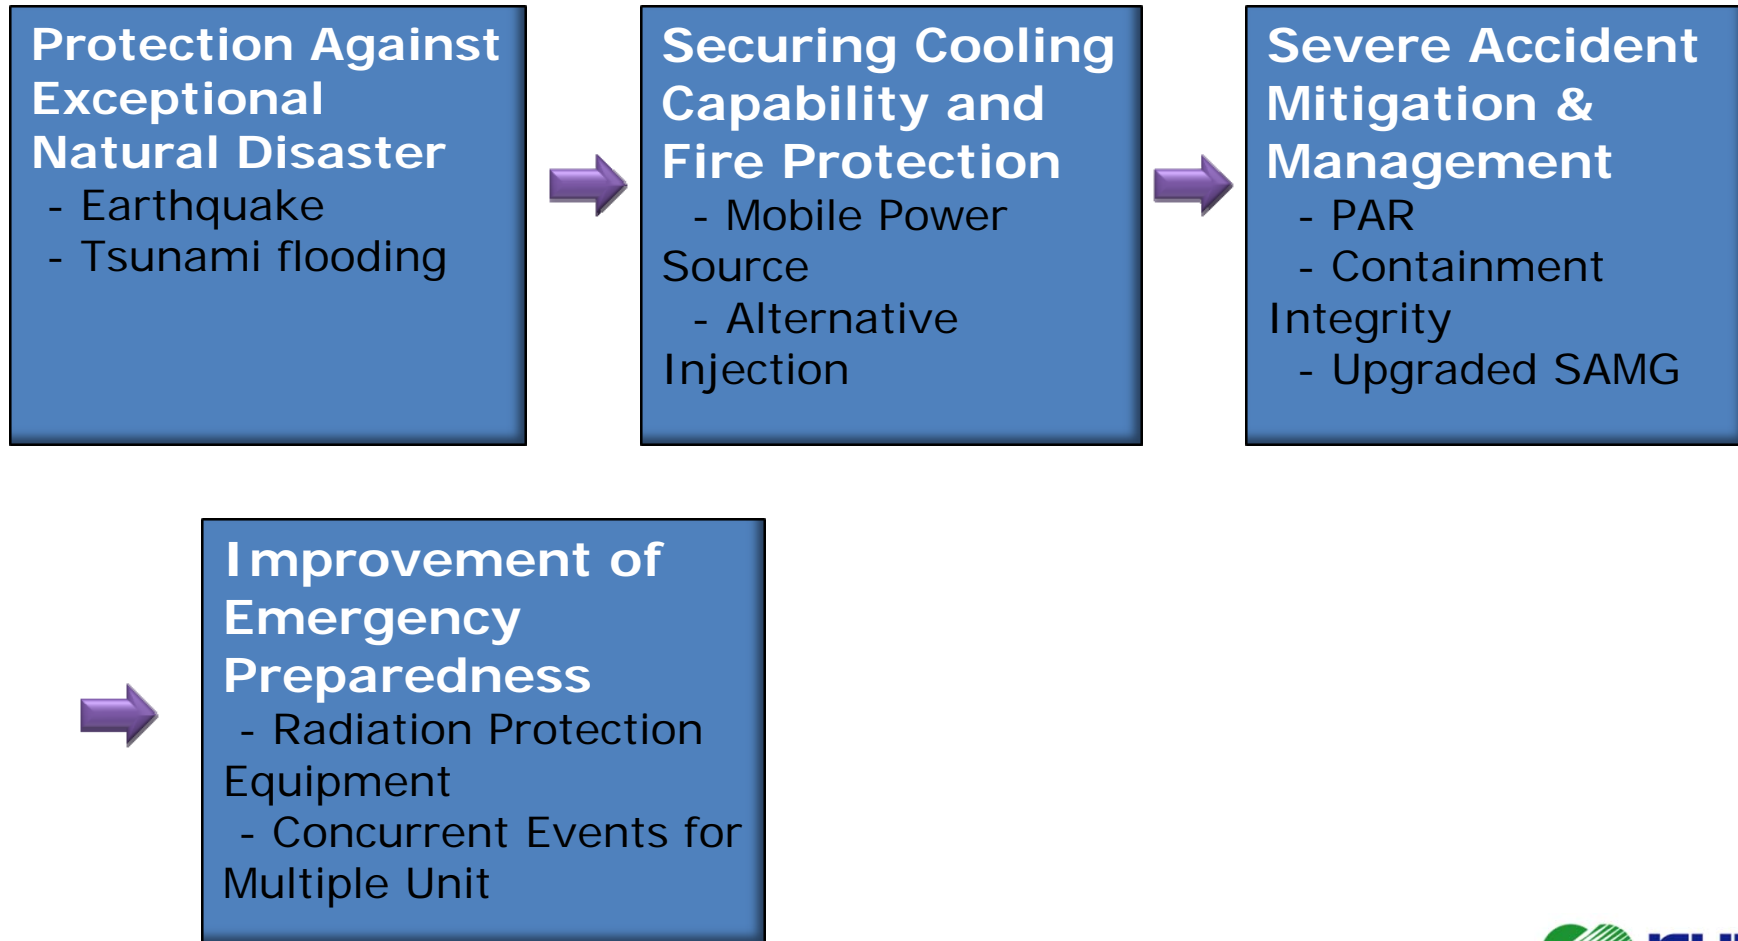 Protection Against
Exceptional
Natural Disaster
- Earthquake
- Tsunami flooding
Securing Cooling
Capability and
Fire Protection
- Mobile Power
Source
- Alternative
Injection
Severe Accident
Mitigation &
Management
- PAR
- Containment
Integrity
- Upgraded SAMG
Improvement of
Emergency
Preparedness
- Radiation Protection
Equipment
- Concurrent Events for
Multiple Unit